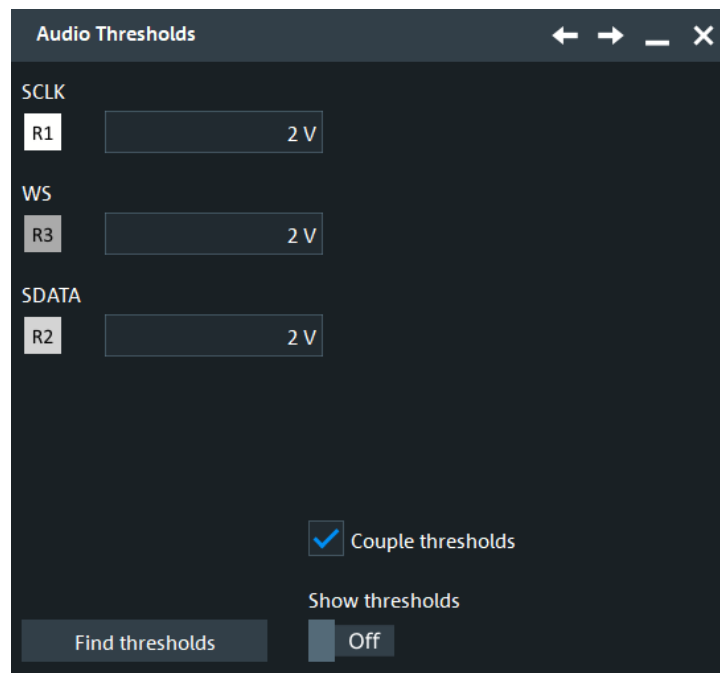 Audio Thresholds
SCLK
R1 2 V
WS
R3 2 V
SDATA
R2 2 V
Couple thresholds
Show thresholds
Find thresholds Off